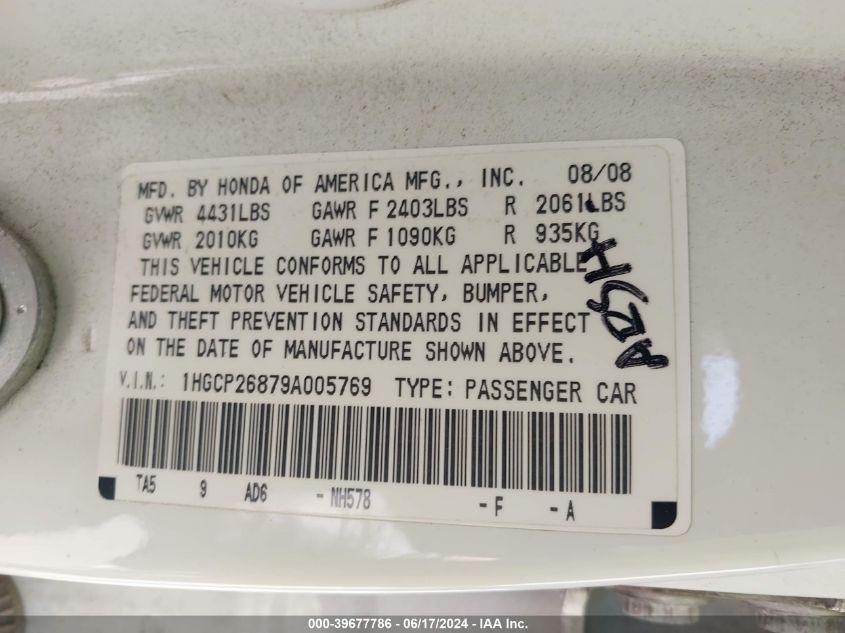 MFD. BY HONDA OF AMERICA MFG., INC. 08/08
GVWR 4431LBS GAWR F 2403LBS R 2061LBS
GVWR 2010KG GAWR F 1090KG R 935KG
THIS VEHICLE CONFORMS TO ALL APPLICABLE
FEDERAL MOTOR VEHICLE SAFETY, BUMPER,
AND THEFT PREVENTION STANDARDS IN EFFECT
ON THE DATE OF MANUFACTURE SHOWN ABOVE.
V.I.N.: 1HGCP26879A005769 TYPE: PASSENGER CAR
TA5 9 AD6 - NH578 - F - A
000-39677786 - 06/17/2024 - IAA Inc.